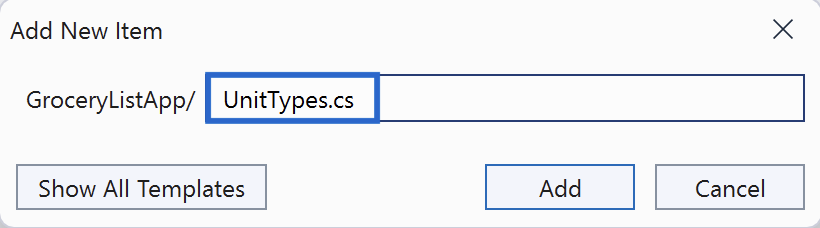 Add New Item
GroceryListApp/ UnitTypes.cs
Show All Templates Add Cancel